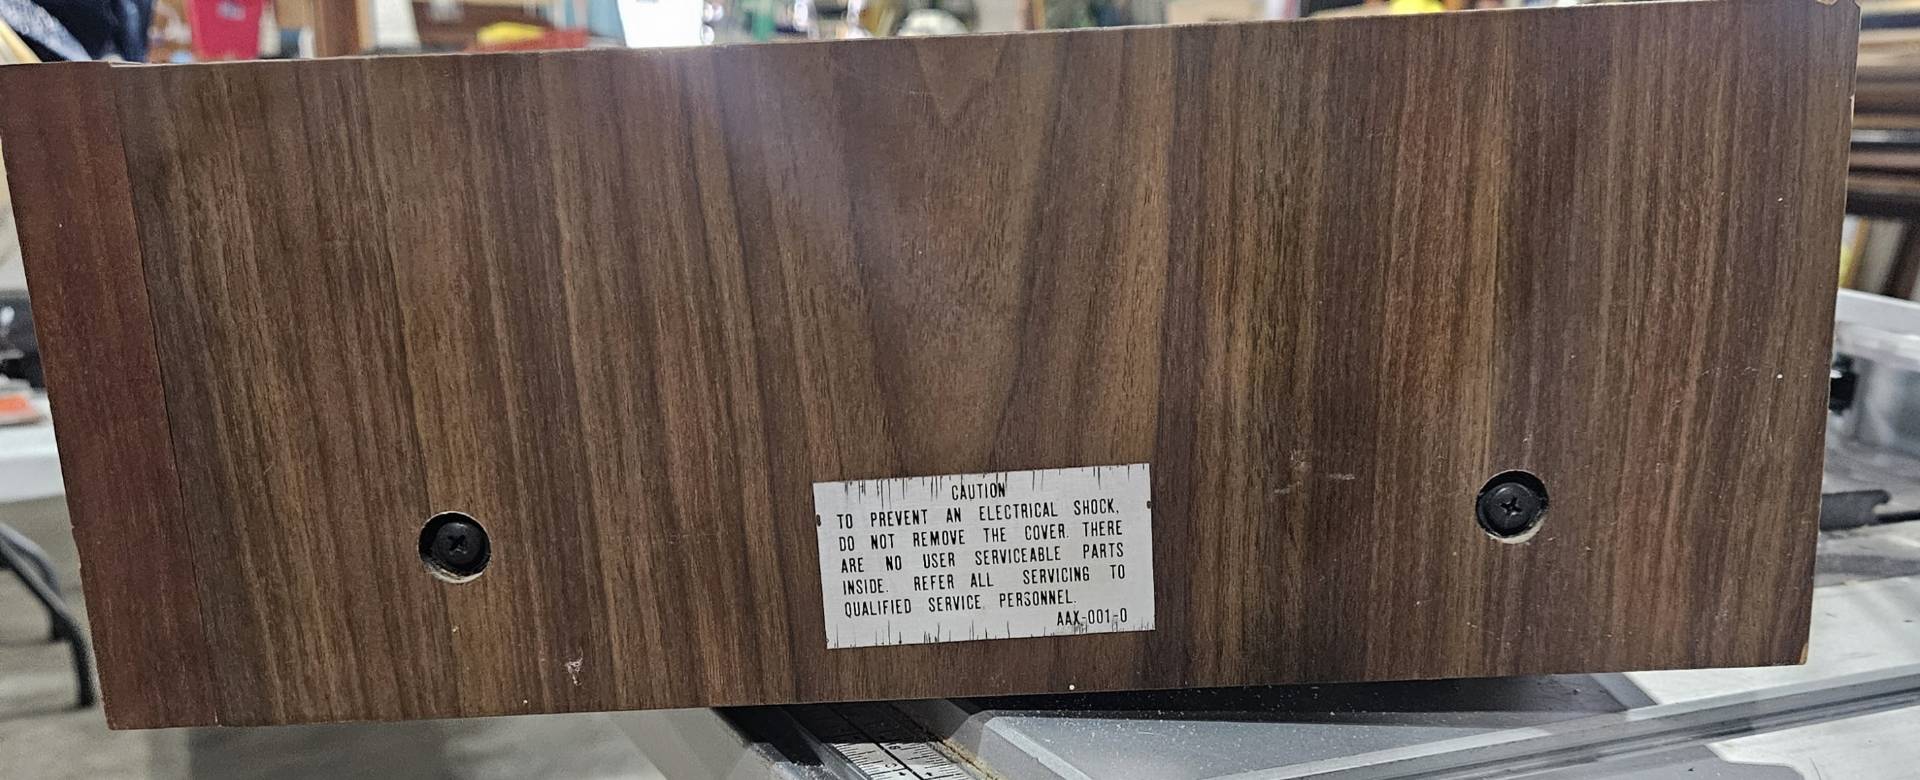 CAUTION
TO PREVENT AN ELECTRICAL SHOCK,
DO NOT REMOVE THE COVER. THERE
ARE NO USER SERVICEABLE PARTS
INSIDE. REFER ALL SERVICING TO
QUALIFIED SERVICE PERSONNEL.
AAX-001-0